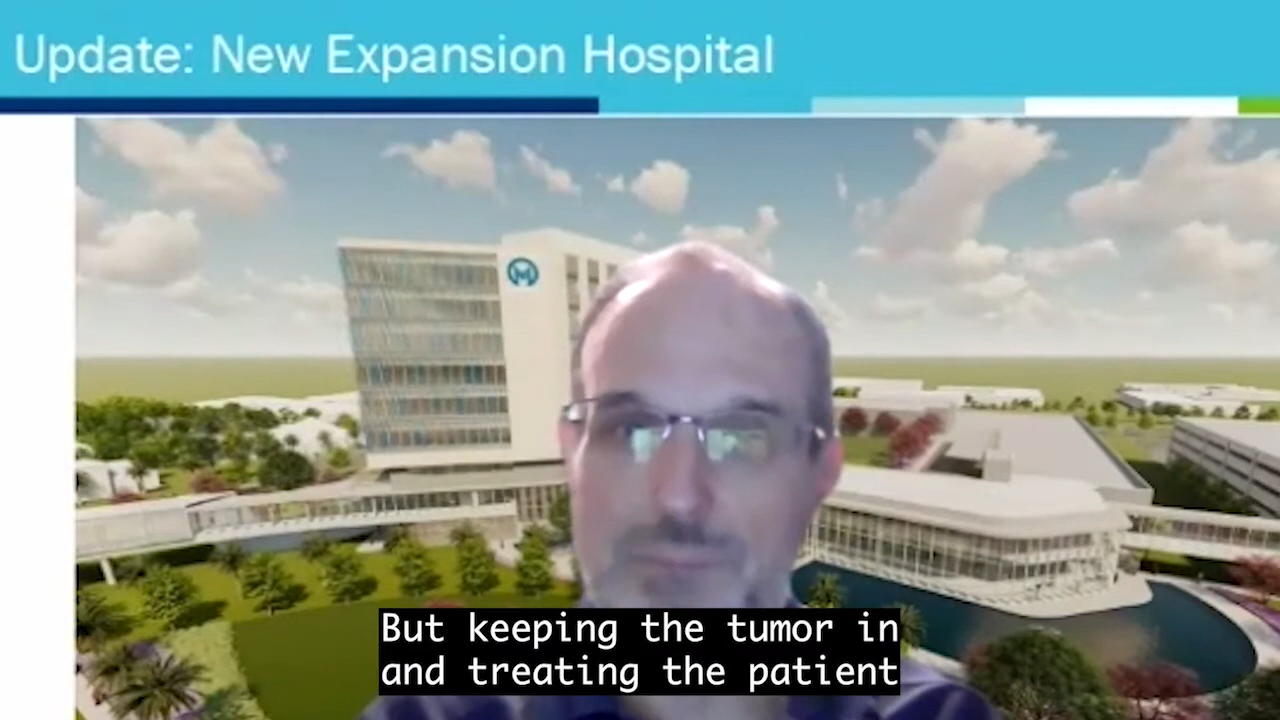 Update: New Expansion Hospital
M
But keeping the tumor in
and treating the patient